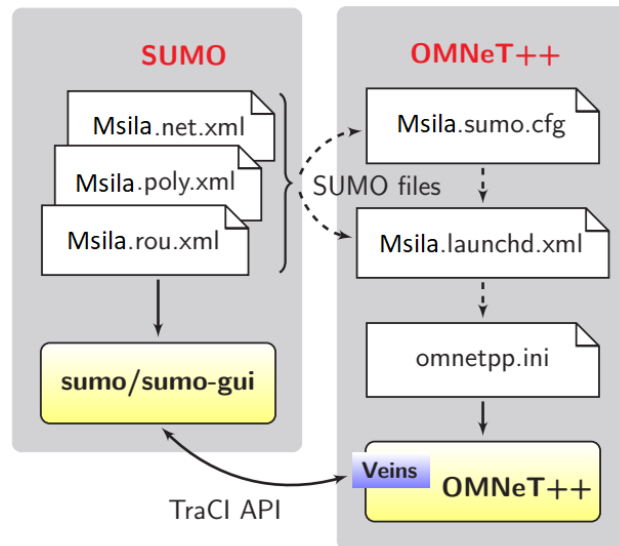 SUMO
Msila.net.xml
Msila.poly.xml
Msila.rou.xml
sumo/sumo-gui
SUMO files
OMNeT++
Msila.sumo.cfg
Msila.launchd.xml
omnetpp.ini
Veins
OMNeT++
TraCI API